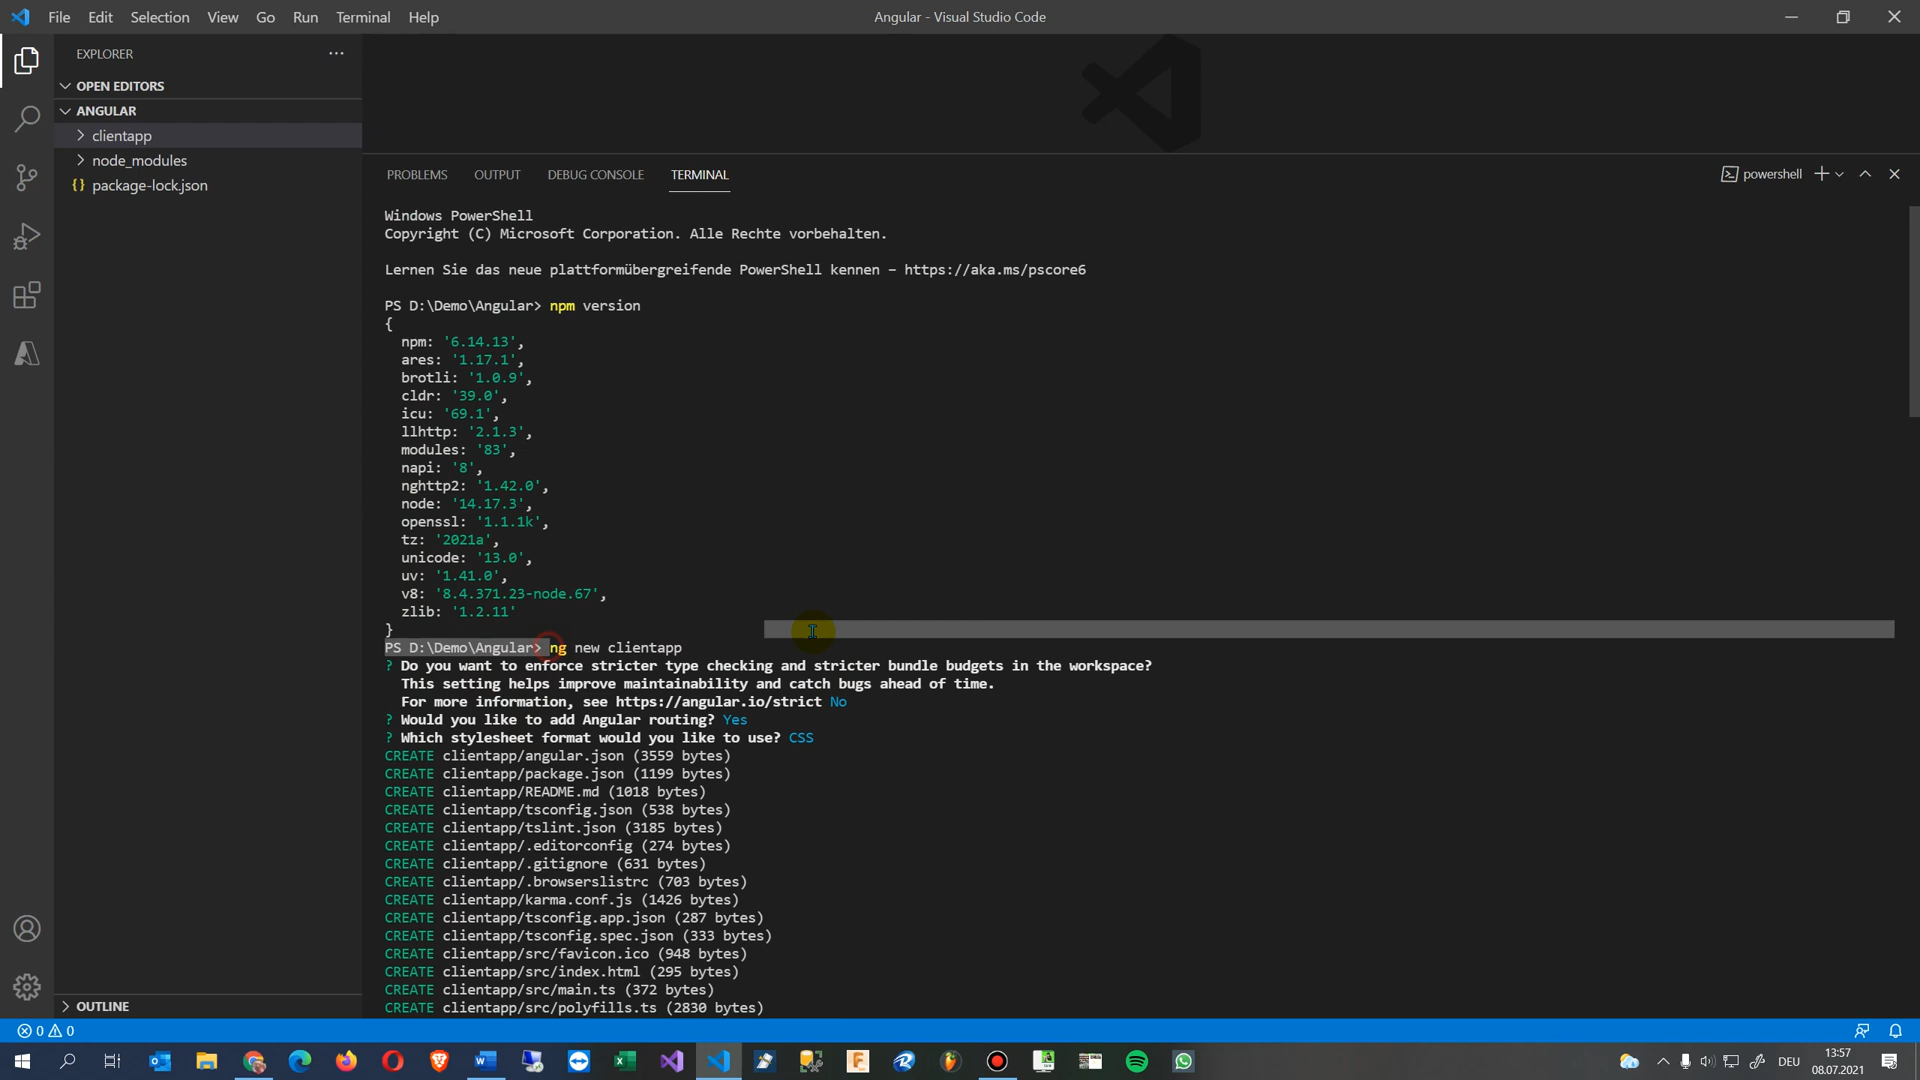 File Edit Selection View Go Run Terminal Help
Angular - Visual Studio Code
EXPLORER
OPEN EDITORS
ANGULAR
clientapp
node_modules
{} package-lock.json
OUTLINE
PROBLEMS OUTPUT DEBUG CONSOLE TERMINAL
powershell
Windows PowerShell
Copyright (C) Microsoft Corporation. Alle Rechte vorbehalten.
Lernen Sie das neue plattformübergreifende PowerShell kennen – https://aka.ms/pscore6
PS D:\Demo\Angular> npm version
{
npm: '6.14.13',
ares: '1.17.1',
brotli: '1.0.9',
cldr: '39.0',
icu: '69.1',
llhttp: '2.1.3',
modules: '83',
napi: '8',
nghttp2: '1.42.0',
node: '14.17.3',
openssl: '1.1.1k',
tz: '2021a',
unicode: '13.0',
uv: '1.41.0',
v8: '8.4.371.23-node.67',
zlib: '1.2.11'
}
PS D:\Demo\Angular> ng new clientapp
? Do you want to enforce stricter type checking and stricter bundle budgets in the workspace?
This setting helps improve maintainability and catch bugs ahead of time.
For more information, see https://angular.io/strict No
? Would you like to add Angular routing? Yes
? Which stylesheet format would you like to use? CSS
CREATE clientapp/angular.json (3559 bytes)
CREATE clientapp/package.json (1199 bytes)
CREATE clientapp/README.md (1018 bytes)
CREATE clientapp/tsconfig.json (538 bytes)
CREATE clientapp/tslint.json (3185 bytes)
CREATE clientapp/.editorconfig (274 bytes)
CREATE clientapp/.gitignore (631 bytes)
CREATE clientapp/.browserslistrc (703 bytes)
CREATE clientapp/karma.conf.js (1426 bytes)
CREATE clientapp/tsconfig.app.json (287 bytes)
CREATE clientapp/tsconfig.spec.json (333 bytes)
CREATE clientapp/src/favicon.ico (948 bytes)
CREATE clientapp/src/index.html (295 bytes)
CREATE clientapp/src/main.ts (372 bytes)
CREATE clientapp/src/polyfills.ts (2830 bytes)
0 0
DEU
13:57
08.07.2021